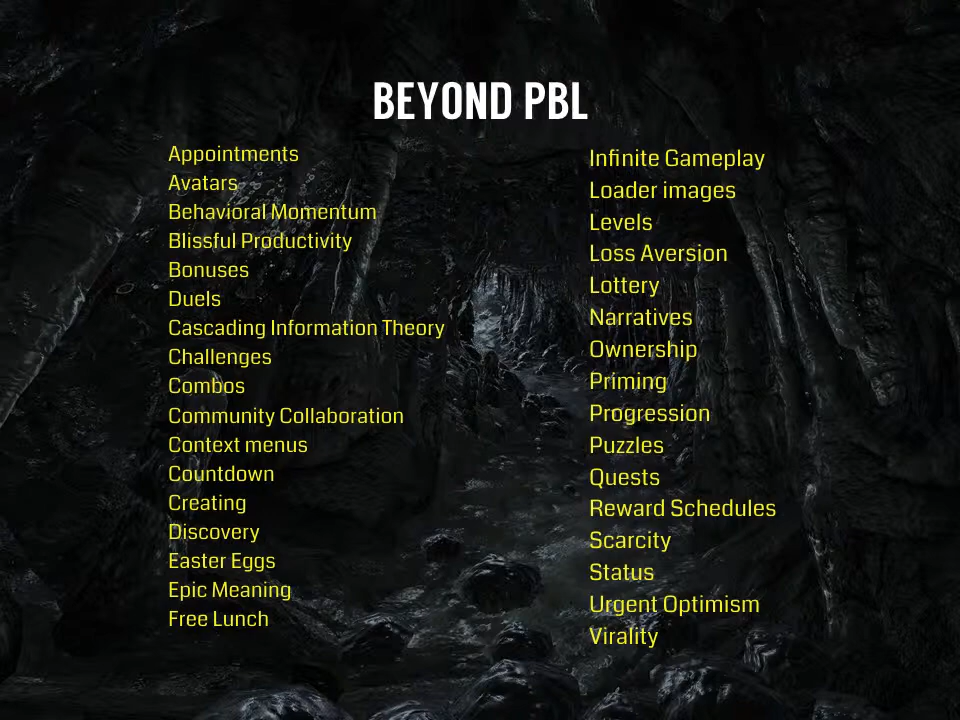 BEYOND PBL
Appointments
Avatars
Behavioral Momentum
Blissful Productivity
Bonuses
Duels
Cascading Information Theory
Challenges
Combos
Community Collaboration
Context menus
Countdown
Creating
Discovery
Easter Eggs
Epic Meaning
Free Lunch
Infinite Gameplay
Loader images
Levels
Loss Aversion
Lottery
Narratives
Ownership
Priming
Progression
Puzzles
Quests
Reward Schedules
Scarcity
Status
Urgent Optimism
Virality